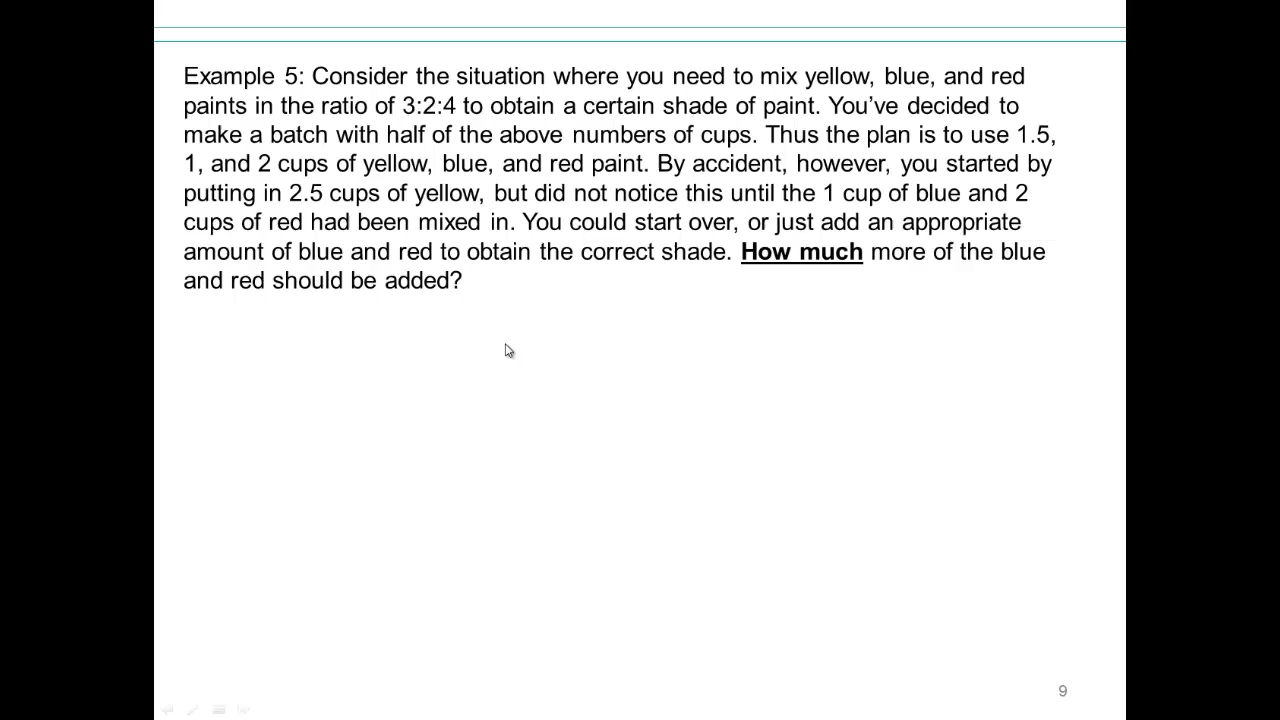 Example 5: Consider the situation where you need to mix yellow, blue, and red
paints in the ratio of 3:2:4 to obtain a certain shade of paint. You’ve decided to
make a batch with half of the above numbers of cups. Thus the plan is to use 1.5,
1, and 2 cups of yellow, blue, and red paint. By accident, however, you started by
putting in 2.5 cups of yellow, but did not notice this until the 1 cup of blue and 2
cups of red had been mixed in. You could start over, or just add an appropriate
amount of blue and red to obtain the correct shade. How much more of the blue
and red should be added?
9